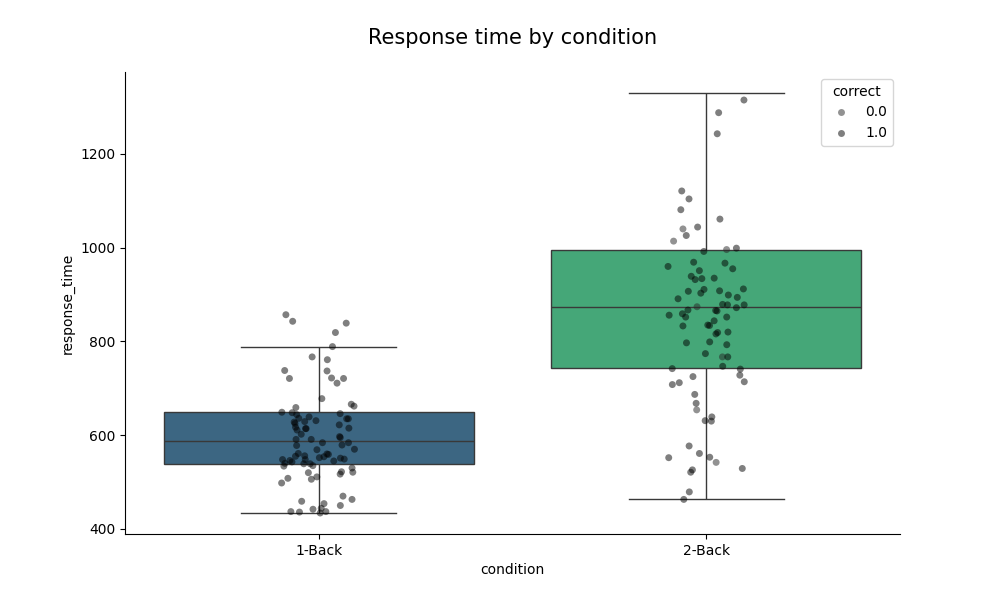 Response time by condition
correct
0.0
1.0
1200
1000
800
600
400
response_time
1-Back
2-Back
condition